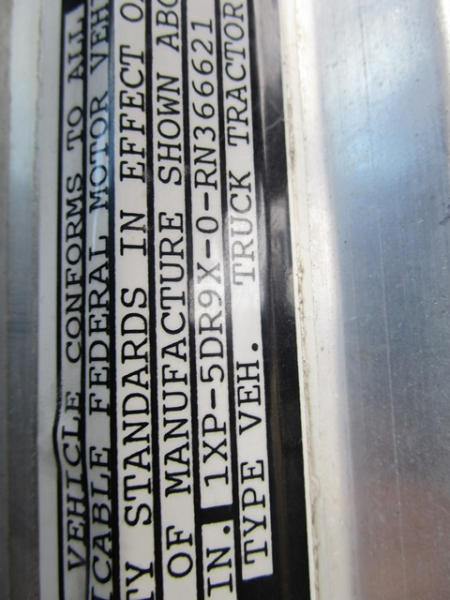 VEHICLE CONFORMS TO ALL
ICABLE FEDERAL MOTOR VEH
TY STANDARDS IN EFFECT O
OF MANUFACTURE SHOWN ABO
IN. 1XP-5DR9X-0-RN366621
TYPE VEH. TRUCK TRACTOR